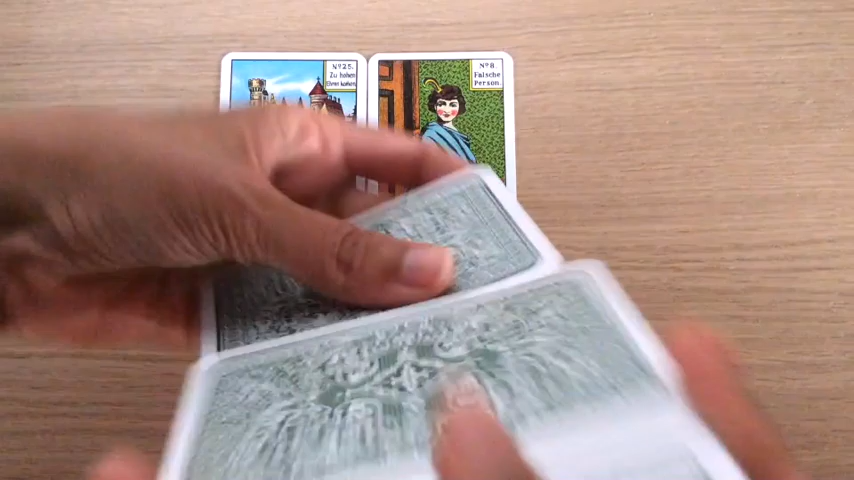 Nº25.
Zu hohen
Ehren kommen
Nº8
Falsche
Person.